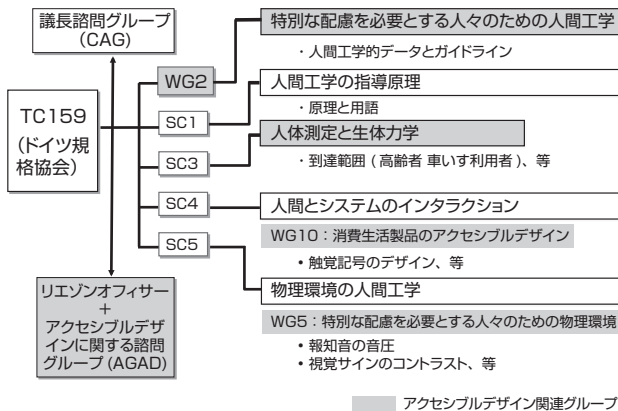 議長諮問グループ
(CAG)
TC159
(ドイツ規
格協会)
リエゾンオフィサー
+
アクセシブルデザ
インに関する諮問
グループ (AGAD)
WG2
SC1
SC3
SC4
SC5
特別な配慮を必要とする人々のための人間工学
・人間工学的データとガイドライン
人間工学の指導原理
・原理と用語
人体測定と生体力学
・到達範囲 ( 高齢者 車いす利用者 )、等
人間とシステムのインタラクション
WG10：消費生活製品のアクセシブルデザイン
• 触覚記号のデザイン、等
物理環境の人間工学
WG5：特別な配慮を必要とする人々のための物理環境
• 報知音の音圧
• 視覚サインのコントラスト、等
アクセシブルデザイン関連グループ